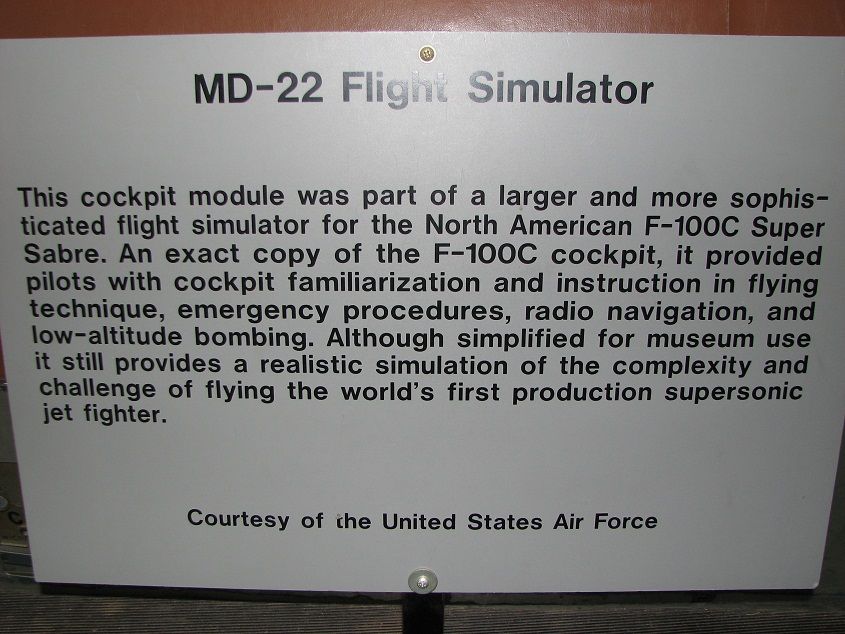 MD-22 Flight Simulator
This cockpit module was part of a larger and more sophis-
ticated flight simulator for the North American F-100C Super
Sabre. An exact copy of the F-100C cockpit, it provided
pilots with cockpit familiarization and instruction in flying
technique, emergency procedures, radio navigation, and
low-altitude bombing. Although simplified for museum use
it still provides a realistic simulation of the complexity and
challenge of flying the world's first production supersonic
jet fighter.
Courtesy of the United States Air Force